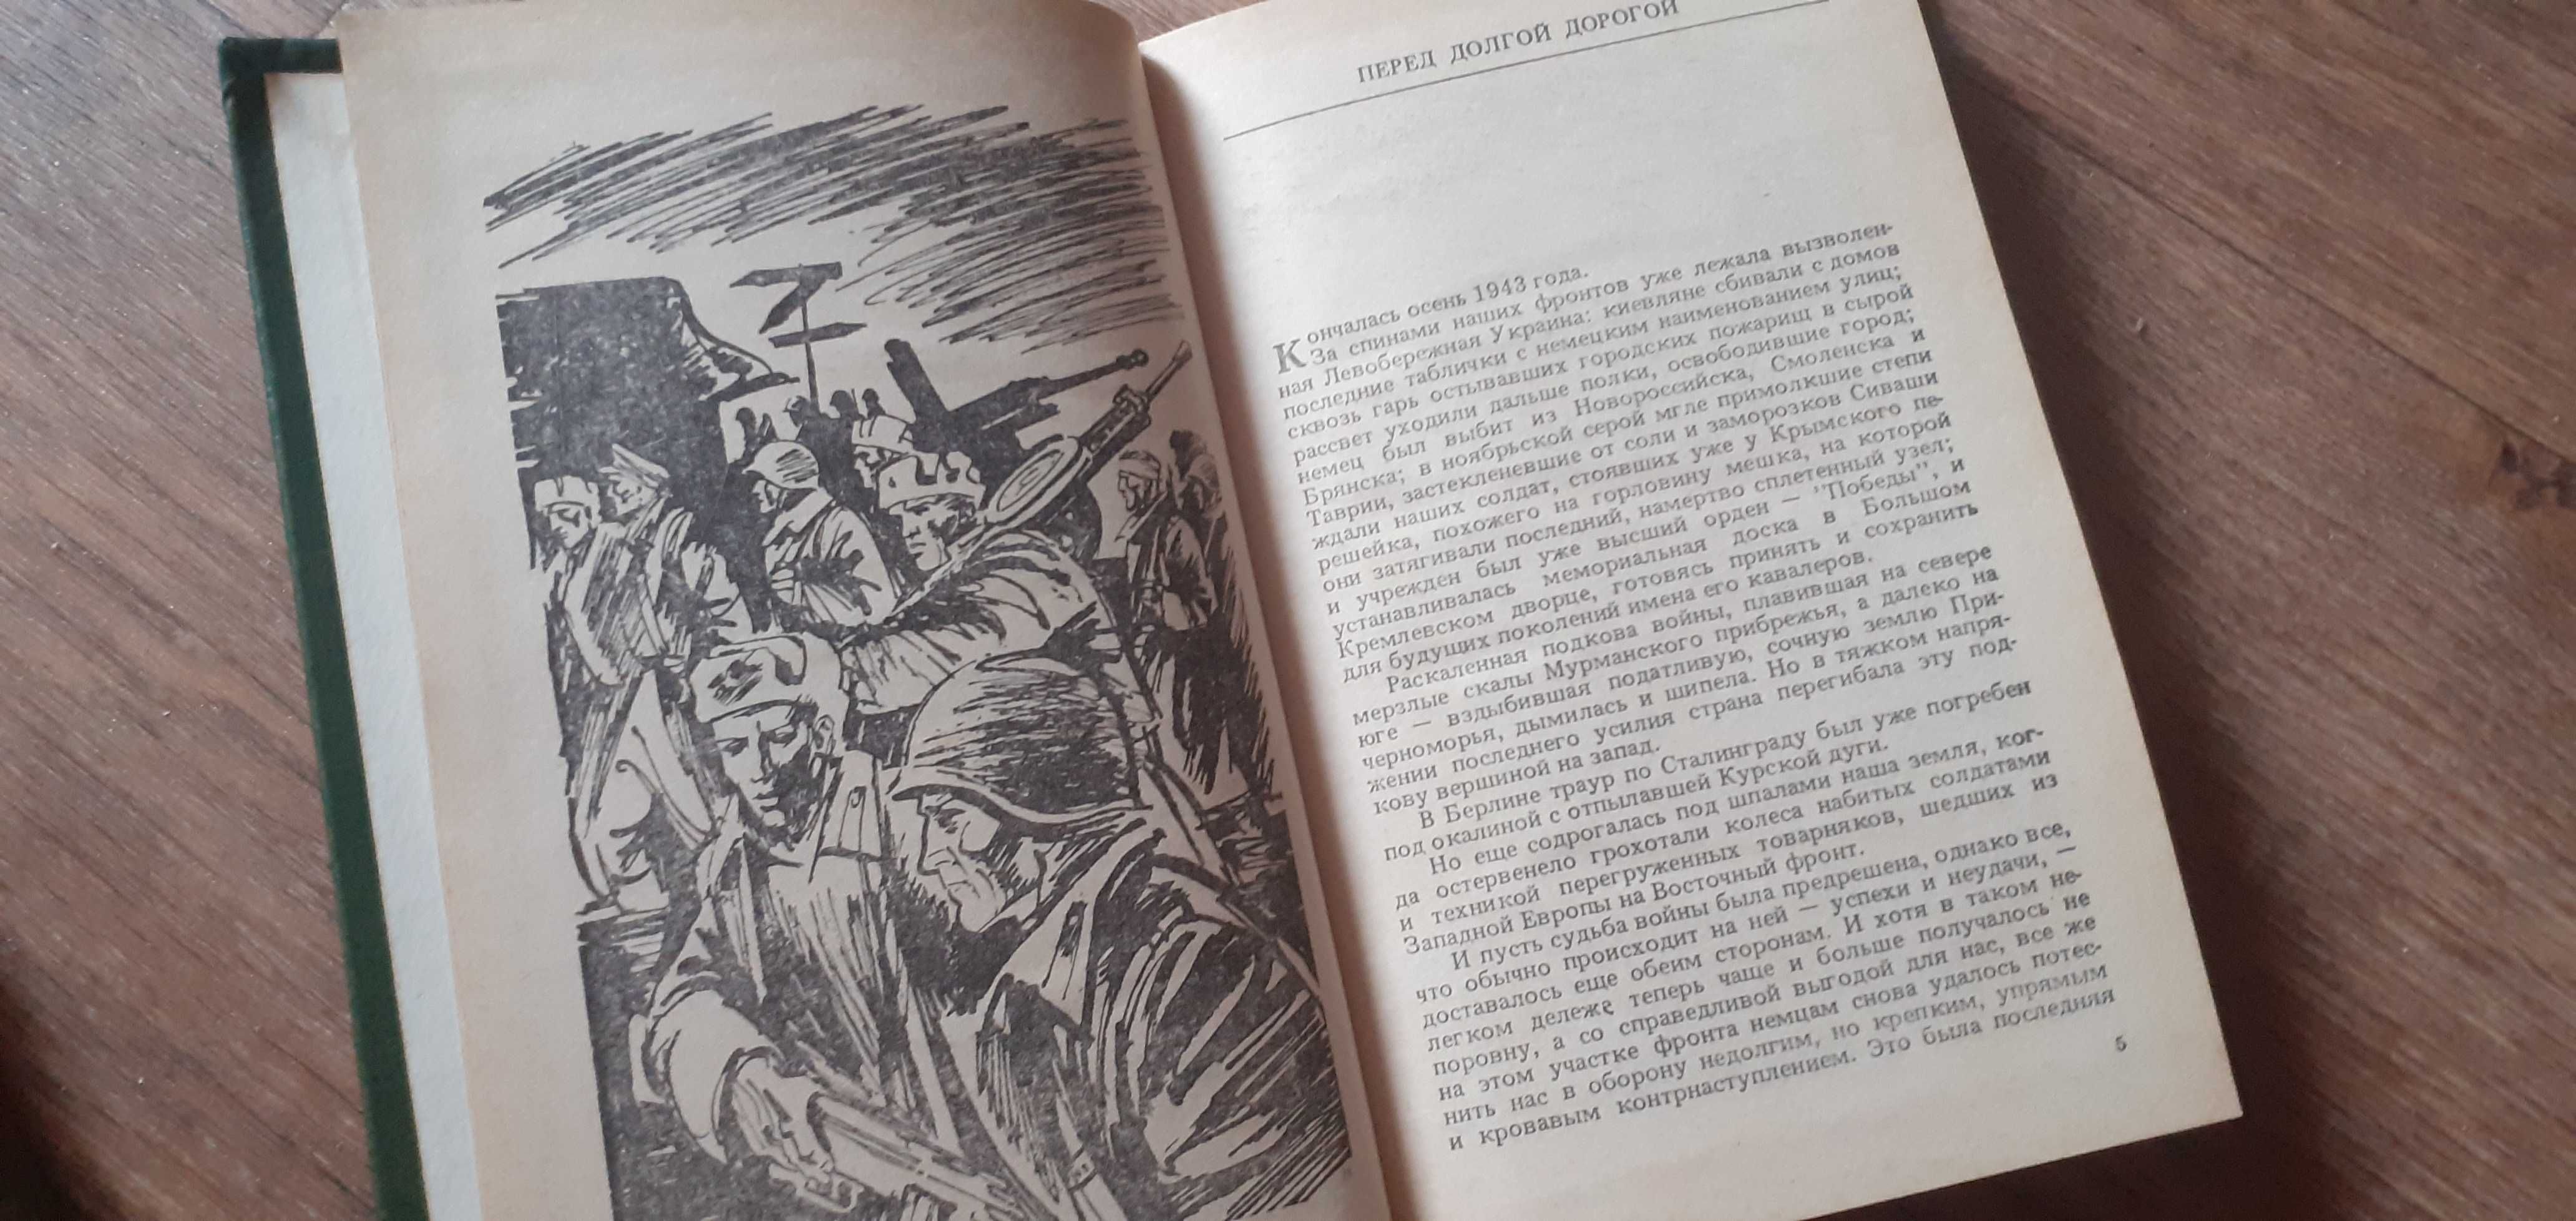 ПЕРЕД ДОЛГОЙ ДОРОГОЙ
Кончалась осень 1943 года.
За спинами наших фронтов уже лежала вызволен-
ная Левобережная Украина: киевляне сбивали с домов
последние таблички с немецким наименованием улиц;
сквозь гарь остывавших городских пожарищ в сырой
рассвет уходили дальше полки, освободившие город;
немец был выбит из Новороссийска, Смоленска и
Брянска; в ноябрьской серой мгле примолкшие степи
Таврии, застекленевшие от соли и заморозков Сиваши
ждали наших солдат, стоявших уже у Крымского пе-
решейка, похожего на горловину мешка, на которой
они затягивали последний, намертво сплетенный узел;
и учрежден был уже высший орден — "Победы", и
устанавливалась мемориальная доска в Большом
Кремлевском дворце, готовясь принять и сохранить
для будущих поколений имена его кавалеров.
Раскаленная подкова войны, плавившая на севере
мерзлые скалы Мурманского прибрежья, а далеко на
юге — вздыбившая податливую, сочную землю При-
черноморья, дымилась и шипела. Но в тяжком напря-
жении последнего усилия страна перегибала эту под-
кову вершиной на запад.
В Берлине траур по Сталинграду был уже погребен
под окалиной с отпылавшей Курской дуги.
Но еще содрогалась под шпалами наша земля, ког-
да остервенело грохотали колеса набитых солдатами
и техникой перегруженных товарняков, шедших из
Западной Европы на Восточный фронт.
И пусть судьба войны была предрешена, однако все,
что обычно происходит на ней — успехи и неудачи, —
доставалось еще обеим сторонам. И хотя в таком не-
легком дележе теперь чаще и больше получалось не
поровну, а со справедливой выгодой для нас, все же
на этом участке фронта немцам снова удалось потес-
нить нас в оборону недолгим, но крепким, упрямым
и кровавым контрнаступлением. Это была последняя
5